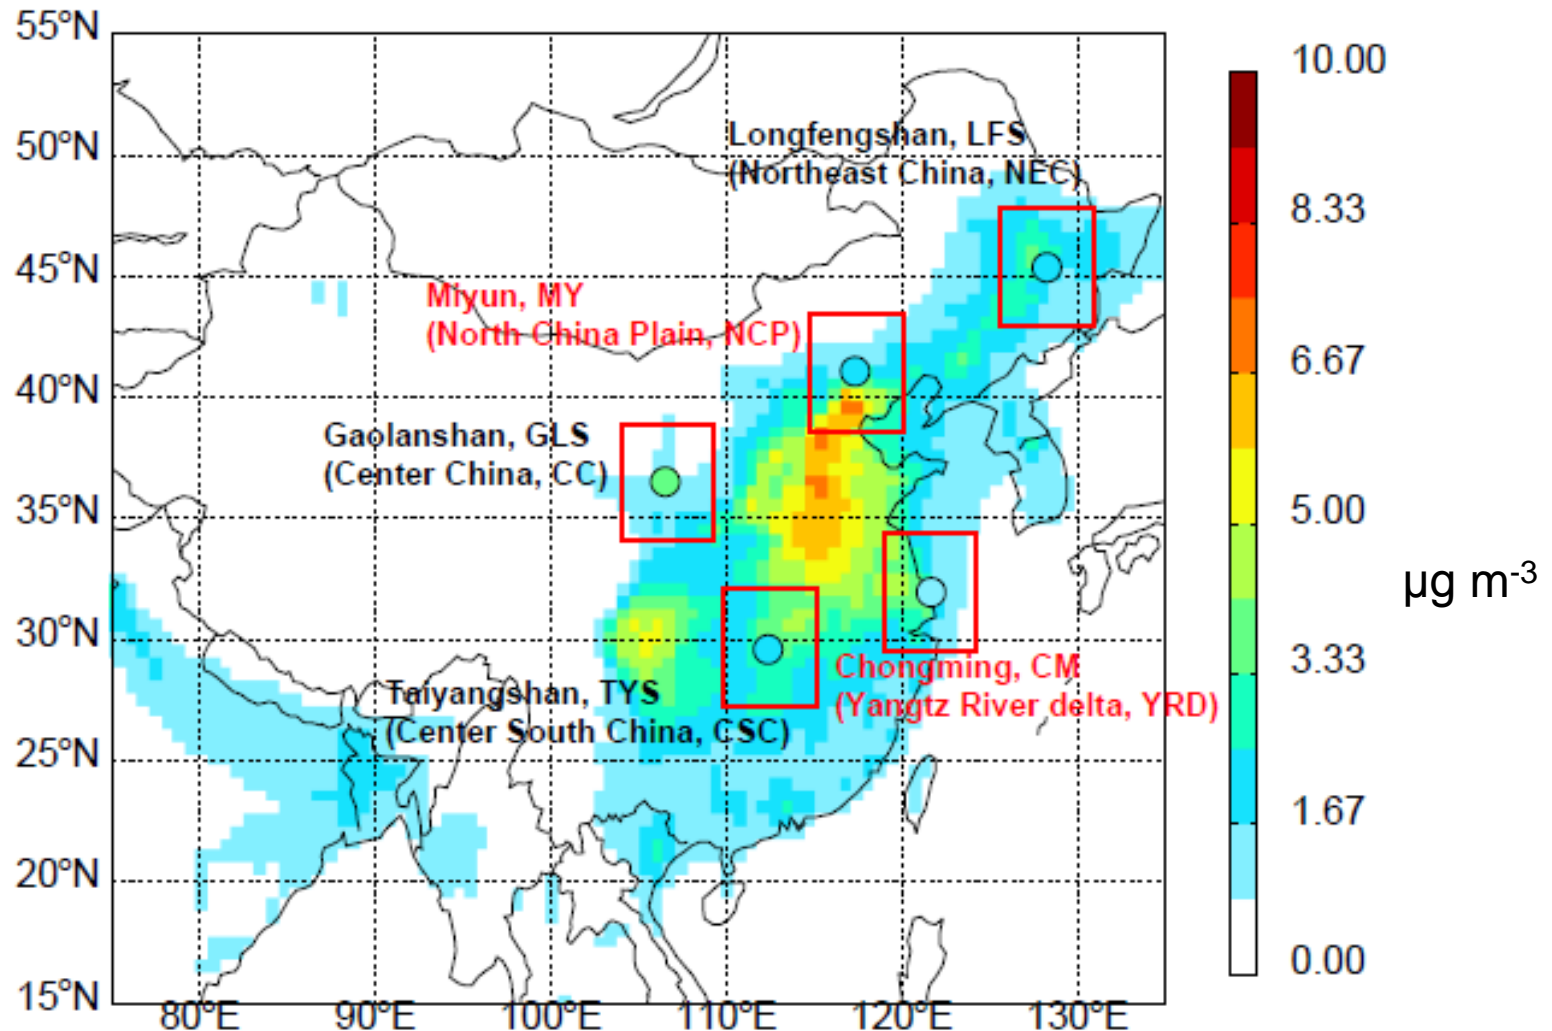 55°N
50°N
45°N
40°N
35°N
30°N
25°N
20°N
15°N
80°E
90°E
100°E
110°E
120°E
130°E
Longfengshan, LFS
(Northeast China, NEC)
Miyun, MY
(North China Plain, NCP)
Gaolanshan, GLS
(Center China, CC)
Chongming, CM
(Yangtz River delta, YRD)
Taiyangshan, TYS
(Center South China, CSC)
10.00
8.33
6.67
5.00
3.33
1.67
0.00
µg m-3